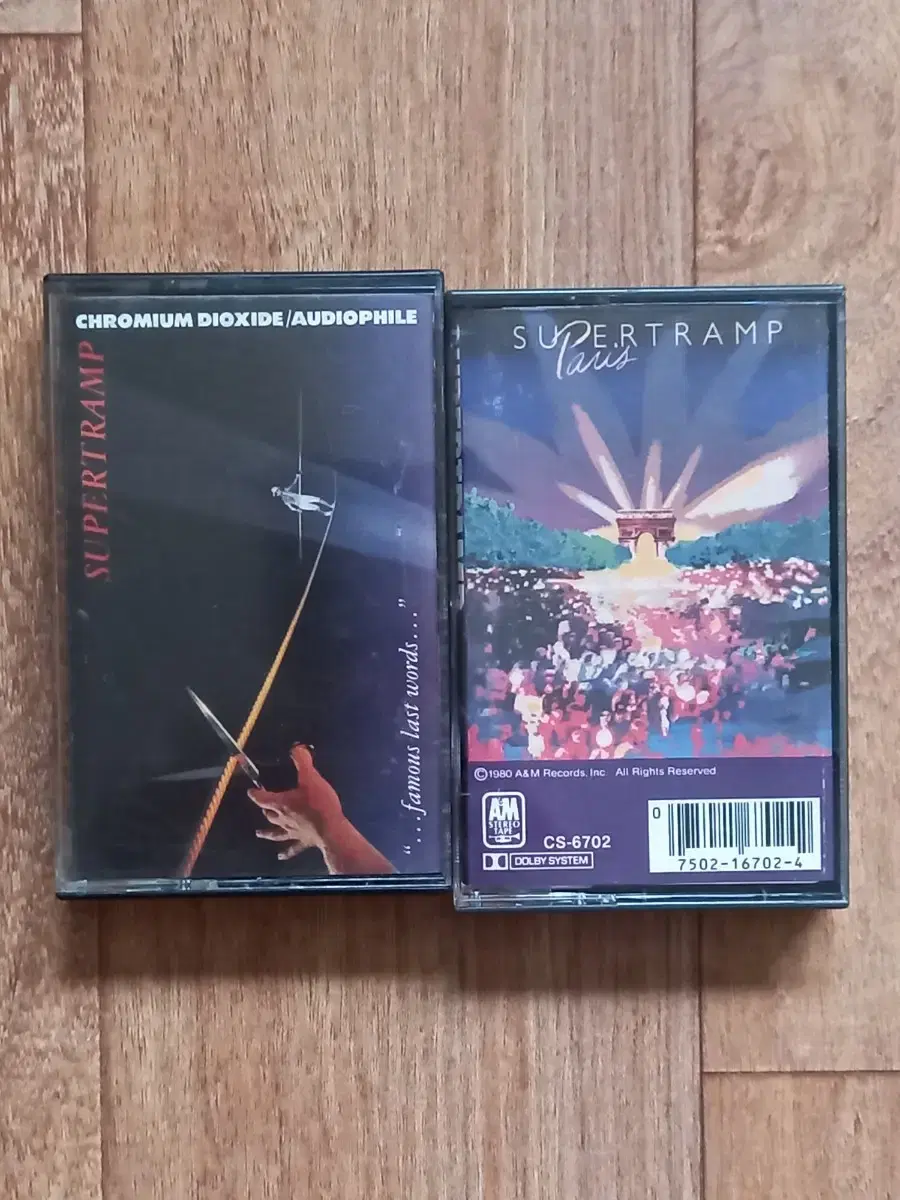 CHROMIUM DIOXIDE/AUDIOPHILE
SUPERTRAMP
"...famous last words..."
SUPERTRAMP
Paris
©1980 A&M Records, Inc. All Rights Reserved
A&M
STEREO
TAPE
CS-6702
DOLBY SYSTEM
0
7502-16702-4